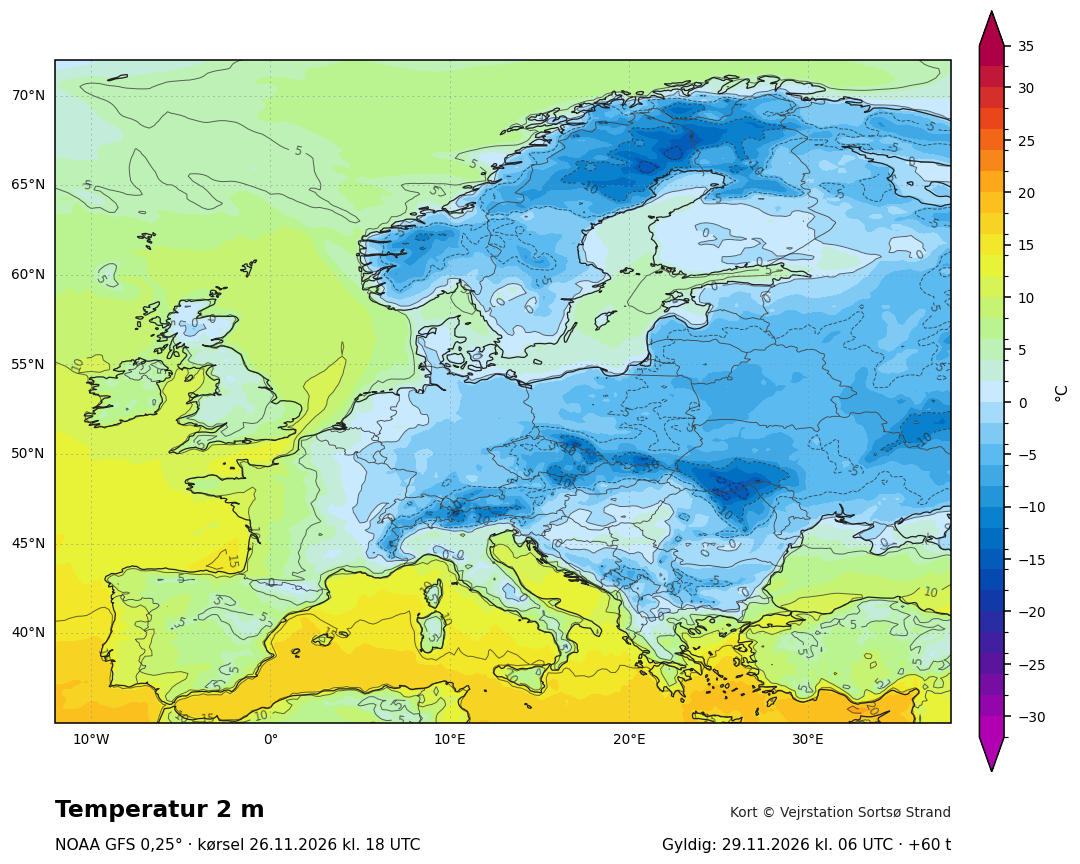 70°N
65°N
60°N
55°N
50°N
45°N
40°N
10°W 0° 10°E 20°E 30°E
35
30
25
20
15
10
5
0
−5
−10
−15
−20
−25
−30
°C
Temperatur 2 m
Kort © Vejrstation Sortsø Strand
NOAA GFS 0,25° · kørsel 26.11.2026 kl. 18 UTC
Gyldig: 29.11.2026 kl. 06 UTC · +60 t